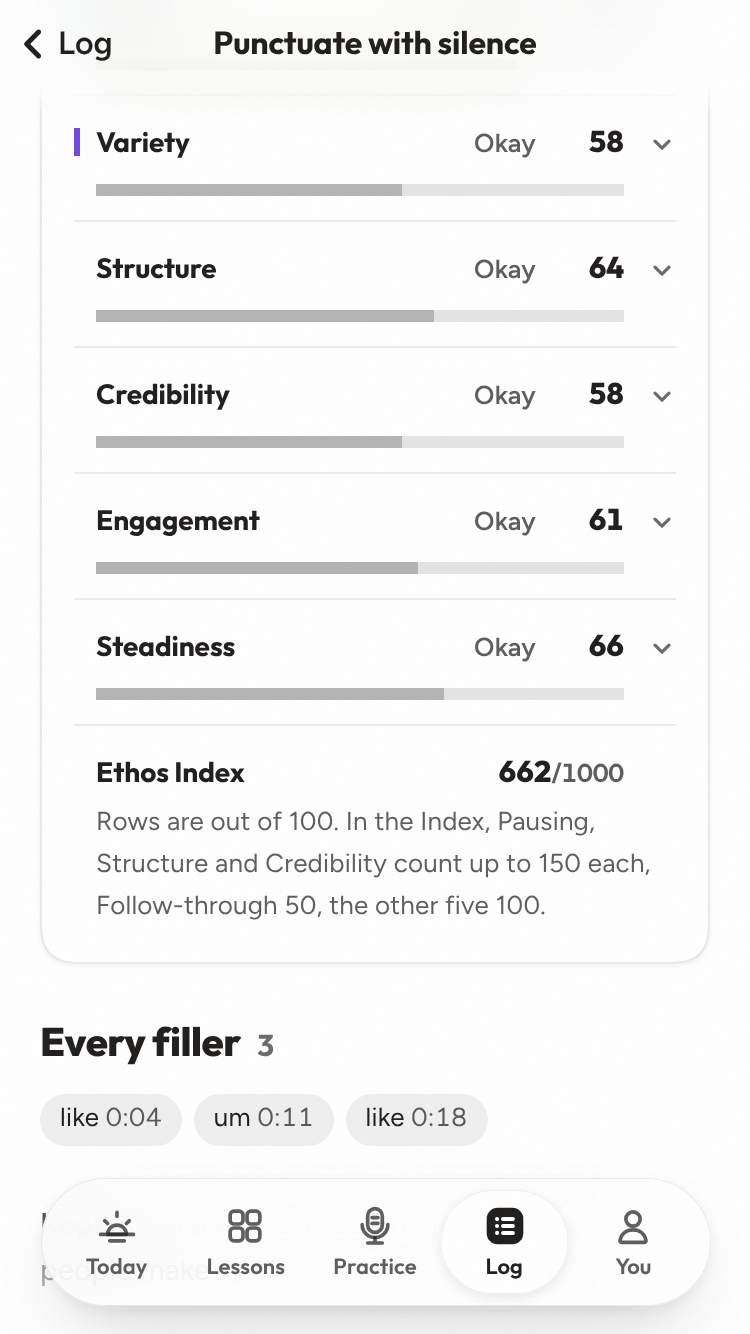 Log
Punctuate with silence
Variety Okay 58
Structure Okay 64
Credibility Okay 58
Engagement Okay 61
Steadiness Okay 66
Ethos Index 662/1000
Rows are out of 100. In the Index, Pausing,
Structure and Credibility count up to 150 each,
Follow-through 50, the other five 100.
Every filler 3
like 0:04 um 0:11 like 0:18
people make
Today Lessons Practice Log You